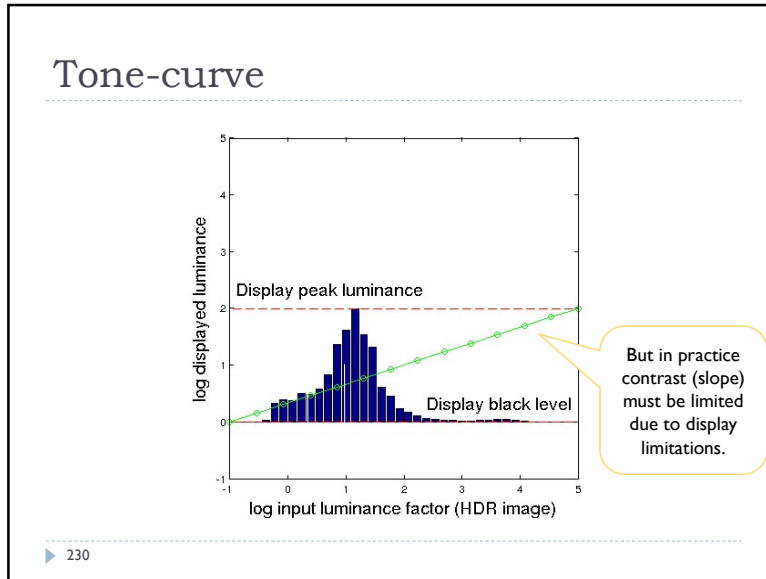 Tone-curve
5
4
3
2
1
0
-1
log displayed luminance
Display peak luminance
Display black level
-1 0 1 2 3 4 5
log input luminance factor (HDR image)
But in practice
contrast (slope)
must be limited
due to display
limitations.
230